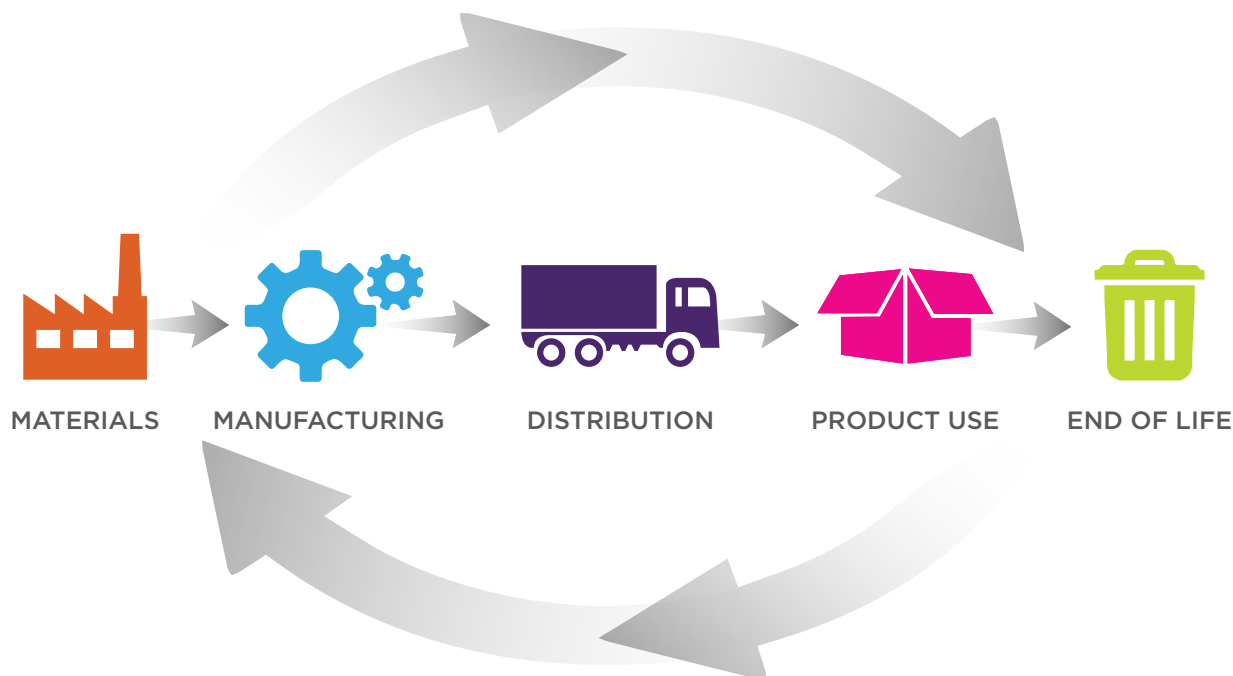 MATERIALS
MANUFACTURING
DISTRIBUTION
PRODUCT USE
END OF LIFE